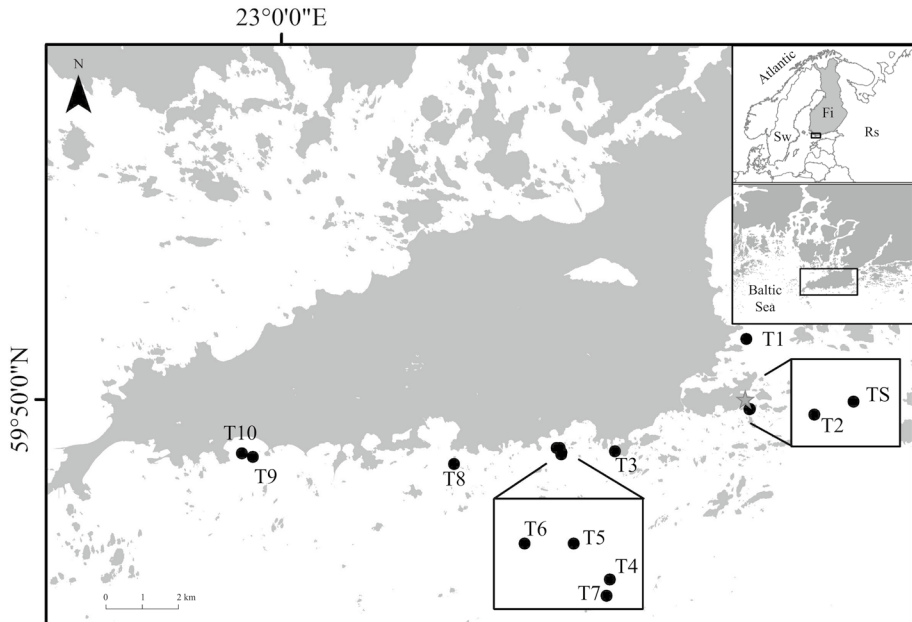 23°0'0"E
N
Atlantic
Fi
Sw
Rs
Baltic
Sea
T1
59°50'0"N
TS
T2
T10
T9
T8
T3
T6
T5
T4
T7
0 1 2 km